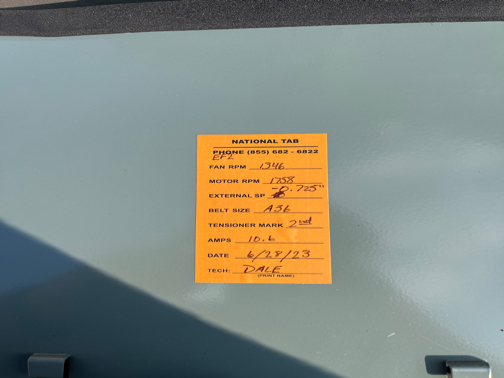 NATIONAL TAB
PHONE (855) 682 - 6822
EF2
FAN RPM 1346
MOTOR RPM 1758
EXTERNAL SP -0.725"
BELT SIZE A36
TENSIONER MARK 2nd
AMPS 10.6
DATE 6/28/23
TECH: DALE
(PRINT NAME)